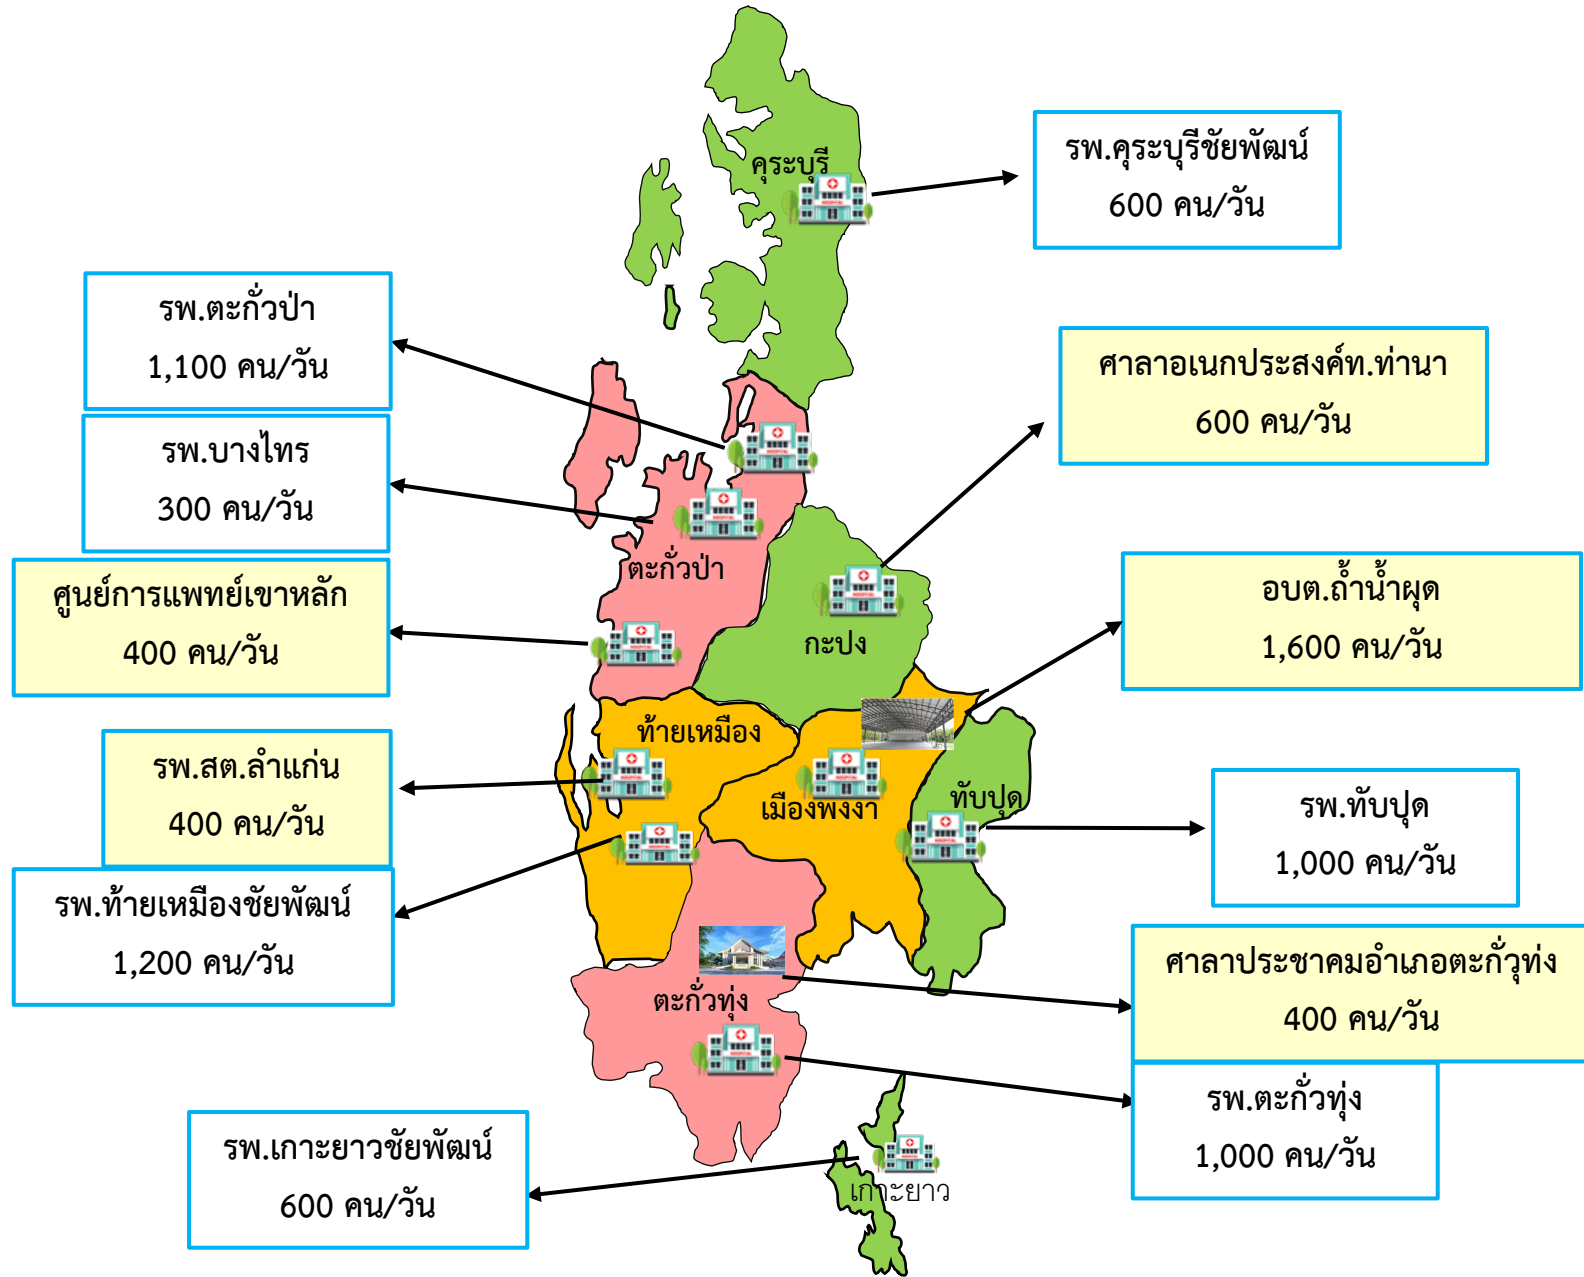 คุระบุรี
รพ.คุระบุรีชัยพัฒน์
600 คน/วัน
รพ.ตะกั่วป่า
1,100 คน/วัน
ศาลาอเนกประสงค์ท.ท่านา
600 คน/วัน
รพ.บางไทร
300 คน/วัน
ตะกั่วป่า
ศูนย์การแพทย์เขาหลัก
400 คน/วัน
อบต.ถ้ำน้ำผุด
1,600 คน/วัน
กะปง
ท้ายเหมือง
รพ.สต.ลำแก่น
400 คน/วัน
เมืองพงงา
ทับปุด
รพ.ทับปุด
1,000 คน/วัน
รพ.ท้ายเหมืองชัยพัฒน์
1,200 คน/วัน
ศาลาประชาคมอำเภอตะกั่วุท่ง
400 คน/วัน
ตะกั่วทุ่ง
รพ.ตะกั่วทุ่ง
1,000 คน/วัน
รพ.เกาะยาวชัยพัฒน์
600 คน/วัน
เกาะยาว